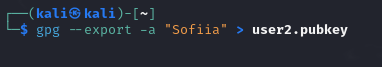 ┌──(kali㉿kali)-[~]
└─$ gpg --export -a "Sofiia" > user2.pubkey